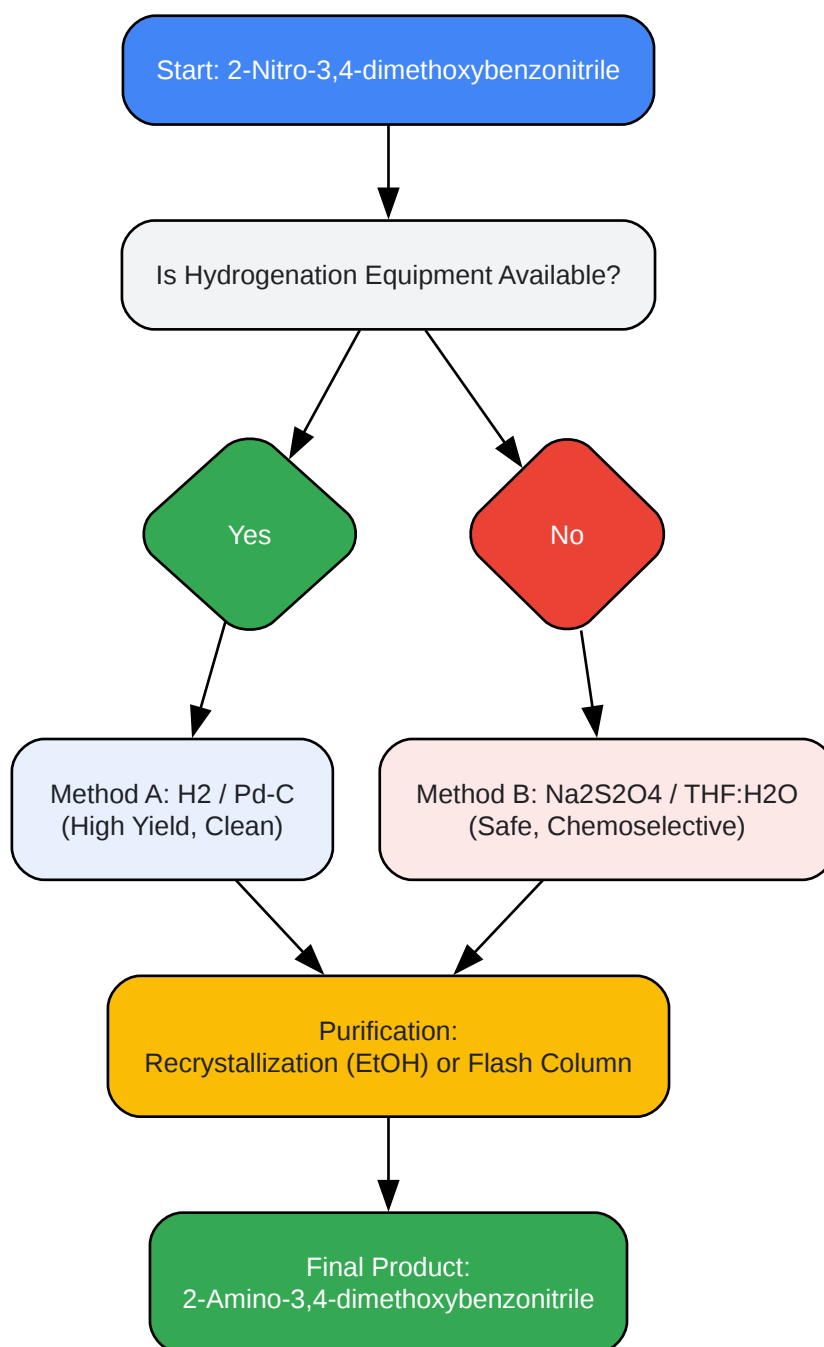 Start: 2-Nitro-3,4-dimethoxybenzonitrile
Is Hydrogenation Equipment Available?
Yes
No
Method A: H2 / Pd-C
(High Yield, Clean)
Method B: Na2S2O4 / THF:H2O
(Safe, Chemoselective)
Purification:
Recrystallization (EtOH) or Flash Column
Final Product:
2-Amino-3,4-dimethoxybenzonitrile